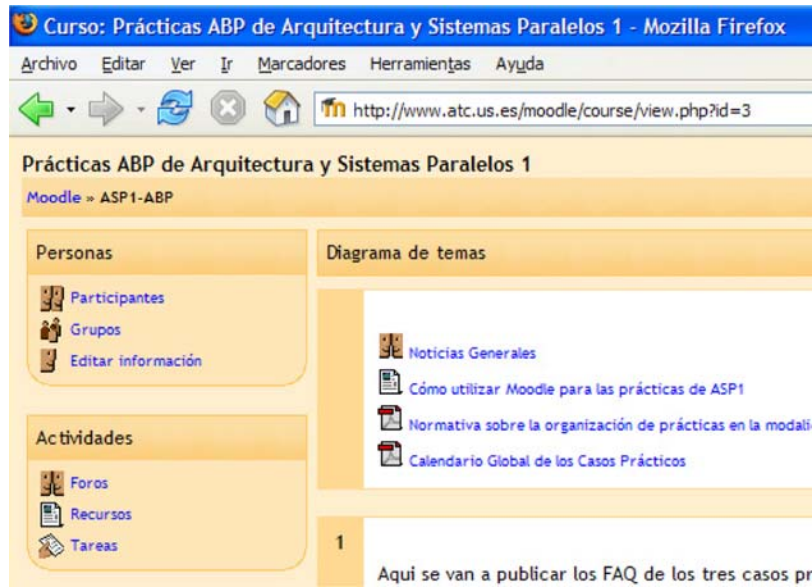 Curso: Prácticas ABP de Arquitectura y Sistemas Paralelos 1 - Mozilla Firefox
Archivo Editar Ver Ir Marcadores Herramientas Ayuda
http://www.atc.us.es/moodle/course/view.php?id=3
Prácticas ABP de Arquitectura y Sistemas Paralelos 1
Moodle » ASP1-ABP
Personas
Participantes
Grupos
Editar información
Actividades
Foros
Recursos
Tareas
Diagrama de temas
Noticias Generales
Cómo utilizar Moodle para las prácticas de ASP1
Normativa sobre la organización de prácticas en la modali
Calendario Global de los Casos Prácticos
1
Aqui se van a publicar los FAQ de los tres casos pr